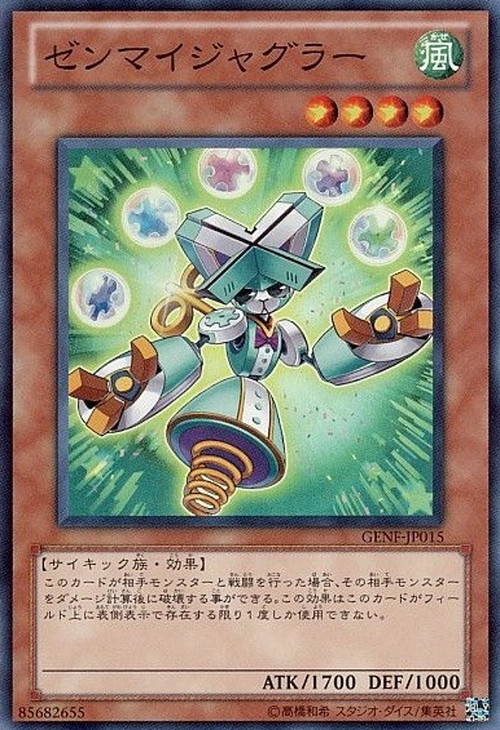 ゼンマイジャグラー
風
GENF-JP015
【サイキック族・効果】
このカードが相手モンスターと戦闘を行った場合、その相手モンスター
をダメージ計算後に破壊する事ができる。この効果はこのカードがフィー
ルド上に表側表示で存在する限り1度しか使用できない。
ATK/1700 DEF/1000
85682655
©高橋和希 スタジオ・ダイス/集英社